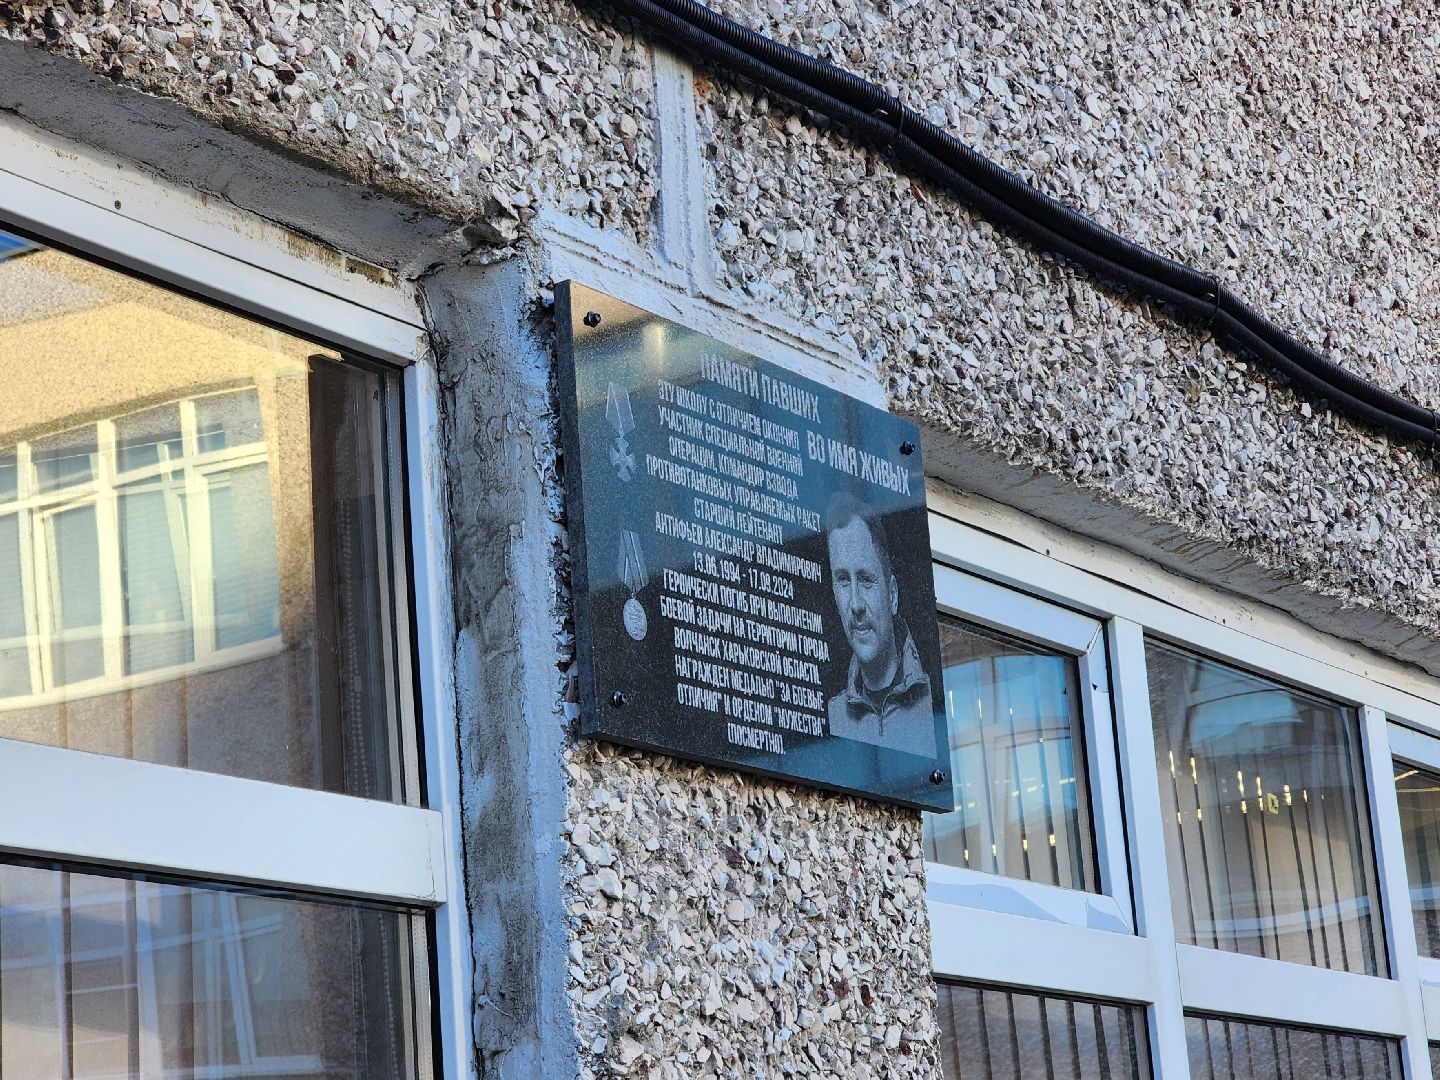 ПАМЯТИ ПАВШИХ
ВО ИМЯ ЖИВЫХ
ЭТУ ШКОЛУ С ОТЛИЧИЕМ ОКОНЧИЛ
УЧАСТНИК СПЕЦИАЛЬНОЙ ВОЕННОЙ
ОПЕРАЦИИ, КОМАНДИР ВЗВОДА
ПРОТИВОТАНКОВЫХ УПРАВЛЯЕМЫХ РАКЕТ
СТАРШИЙ ЛЕЙТЕНАНТ
АНТИФЬЕВ АЛЕКСАНДР ВЛАДИМИРОВИЧ
13.06.1994 - 17.09.2024
ГЕРОИЧЕСКИ ПОГИБ ПРИ ВЫПОЛНЕНИИ
БОЕВОЙ ЗАДАЧИ НА ТЕРРИТОРИИ ГОРОДА
ВОЛЧАНСК ХАРЬКОВСКОЙ ОБЛАСТИ.
НАГРАЖДЕН МЕДАЛЬЮ "ЗА БОЕВЫЕ
ОТЛИЧИЯ" И ОРДЕНОМ "МУЖЕСТВА"
(ПОСМЕРТНО).